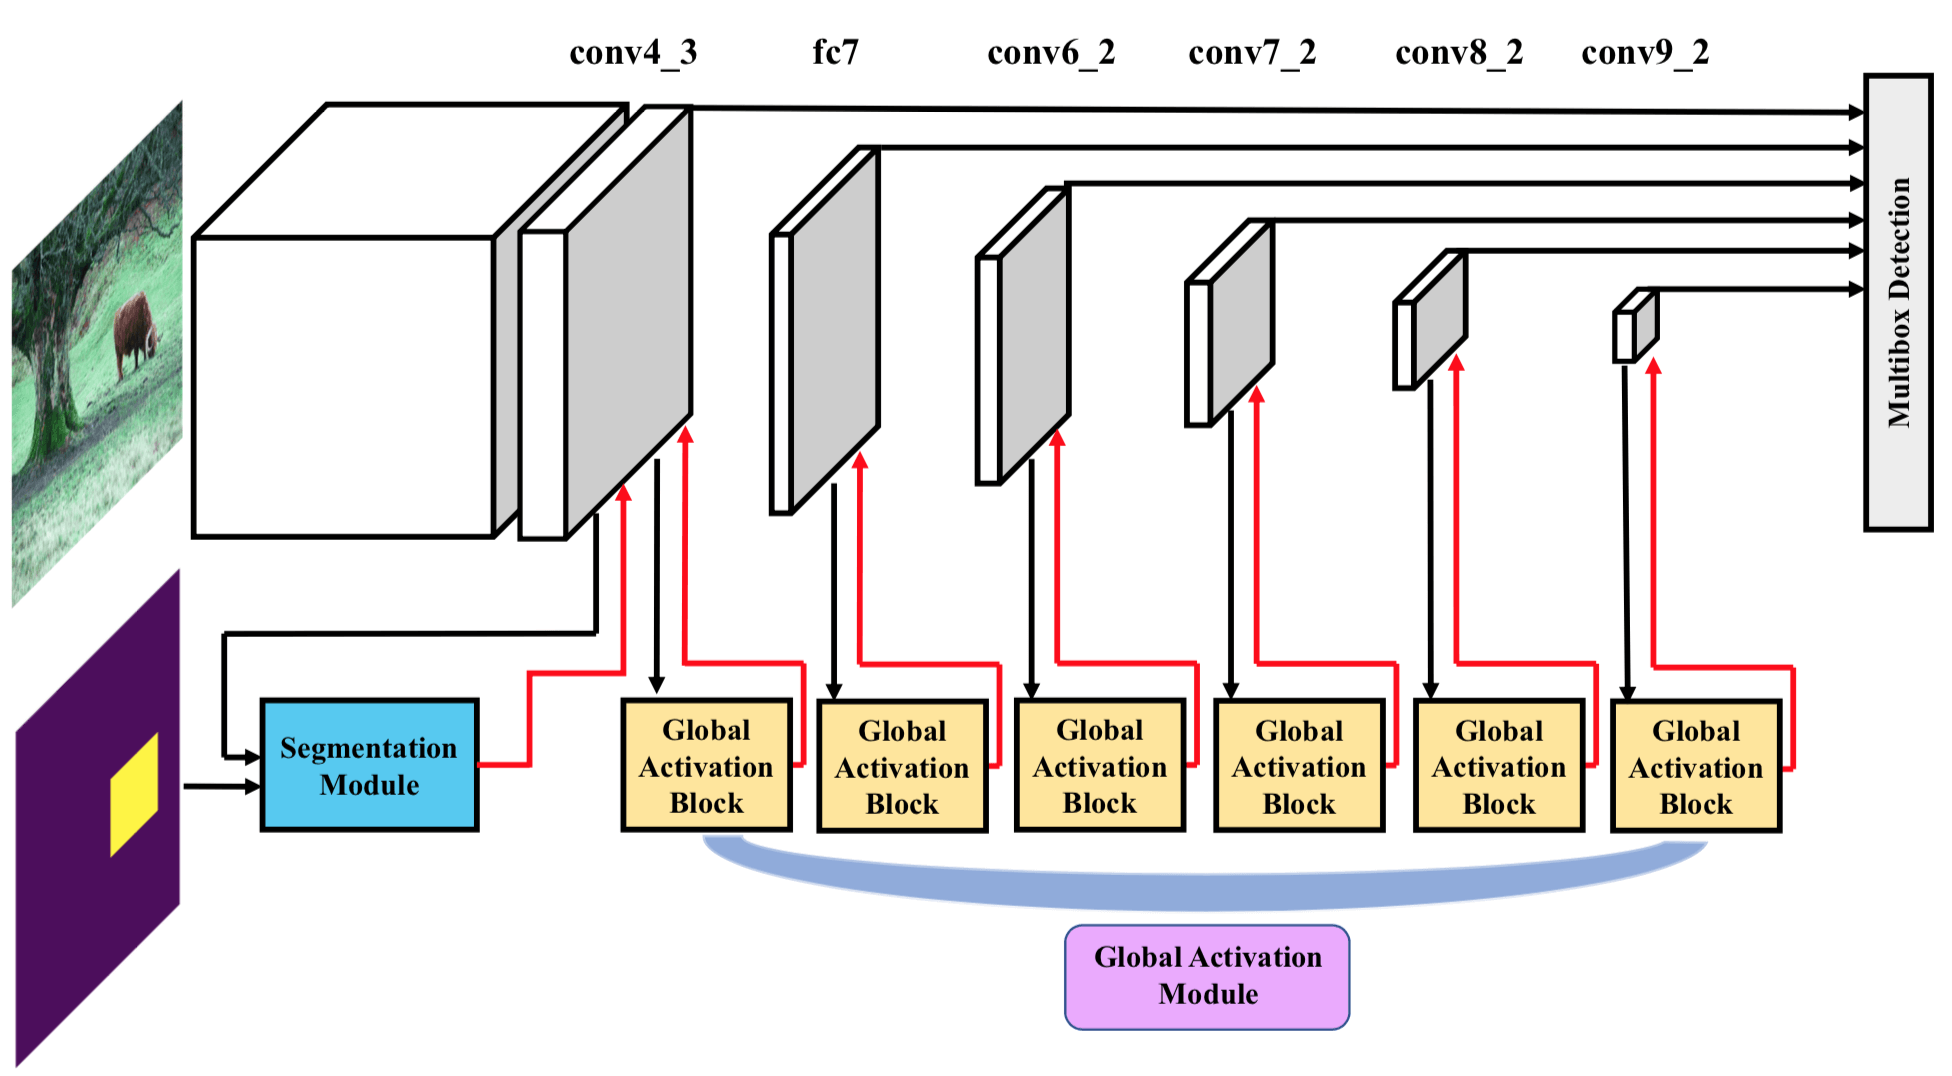 conv4_3
fc7
conv6_2
conv7_2
conv8_2
conv9_2
Multibox Detection
Segmentation
Module
Global
Activation
Block
Global
Activation
Block
Global
Activation
Block
Global
Activation
Block
Global
Activation
Block
Global
Activation
Block
Global Activation
Module